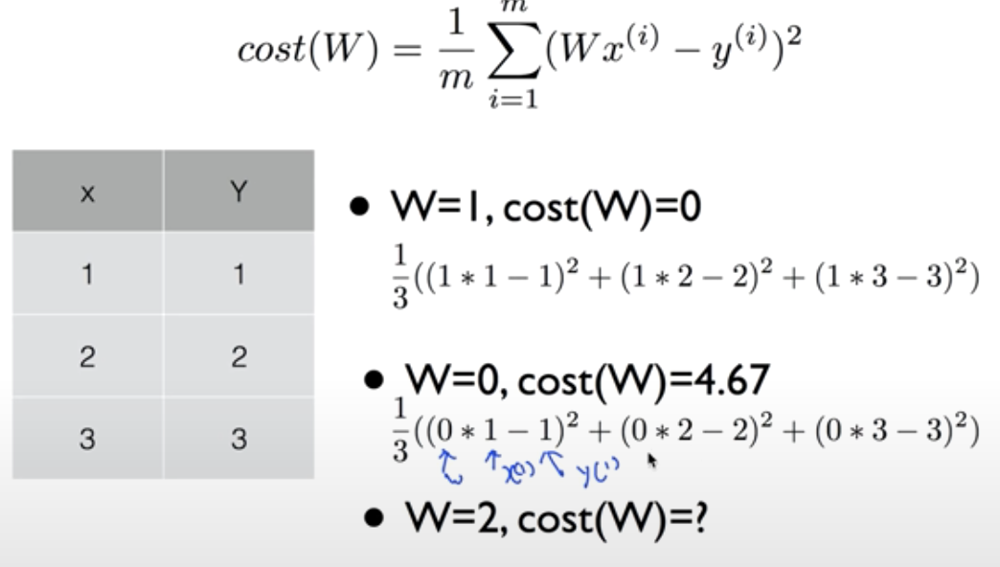 cost(W) = \frac{1}{m} \sum_{i=1}^{m} (Wx^{(i)} - y^{(i)})^2
x Y
1 1
2 2
3 3
• W=1, cost(W)=0
\frac{1}{3}((1 * 1 - 1)^2 + (1 * 2 - 2)^2 + (1 * 3 - 3)^2)
• W=0, cost(W)=4.67
\frac{1}{3}((0 * 1 - 1)^2 + (0 * 2 - 2)^2 + (0 * 3 - 3)^2)
x(1) y(1)
• W=2, cost(W)=?